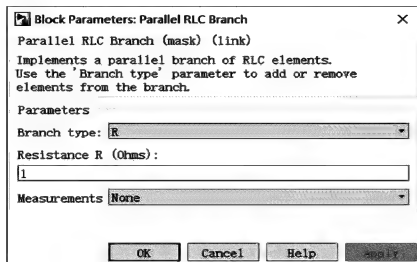 Block Parameters: Parallel RLC Branch
Parallel RLC Branch (mask) (link)
Implements a parallel branch of RLC elements.
Use the 'Branch type' parameter to add or remove
elements from the branch.
Parameters
Branch type: R
Resistance R (Ohms):
1
Measurements None
OK Cancel Help Apply